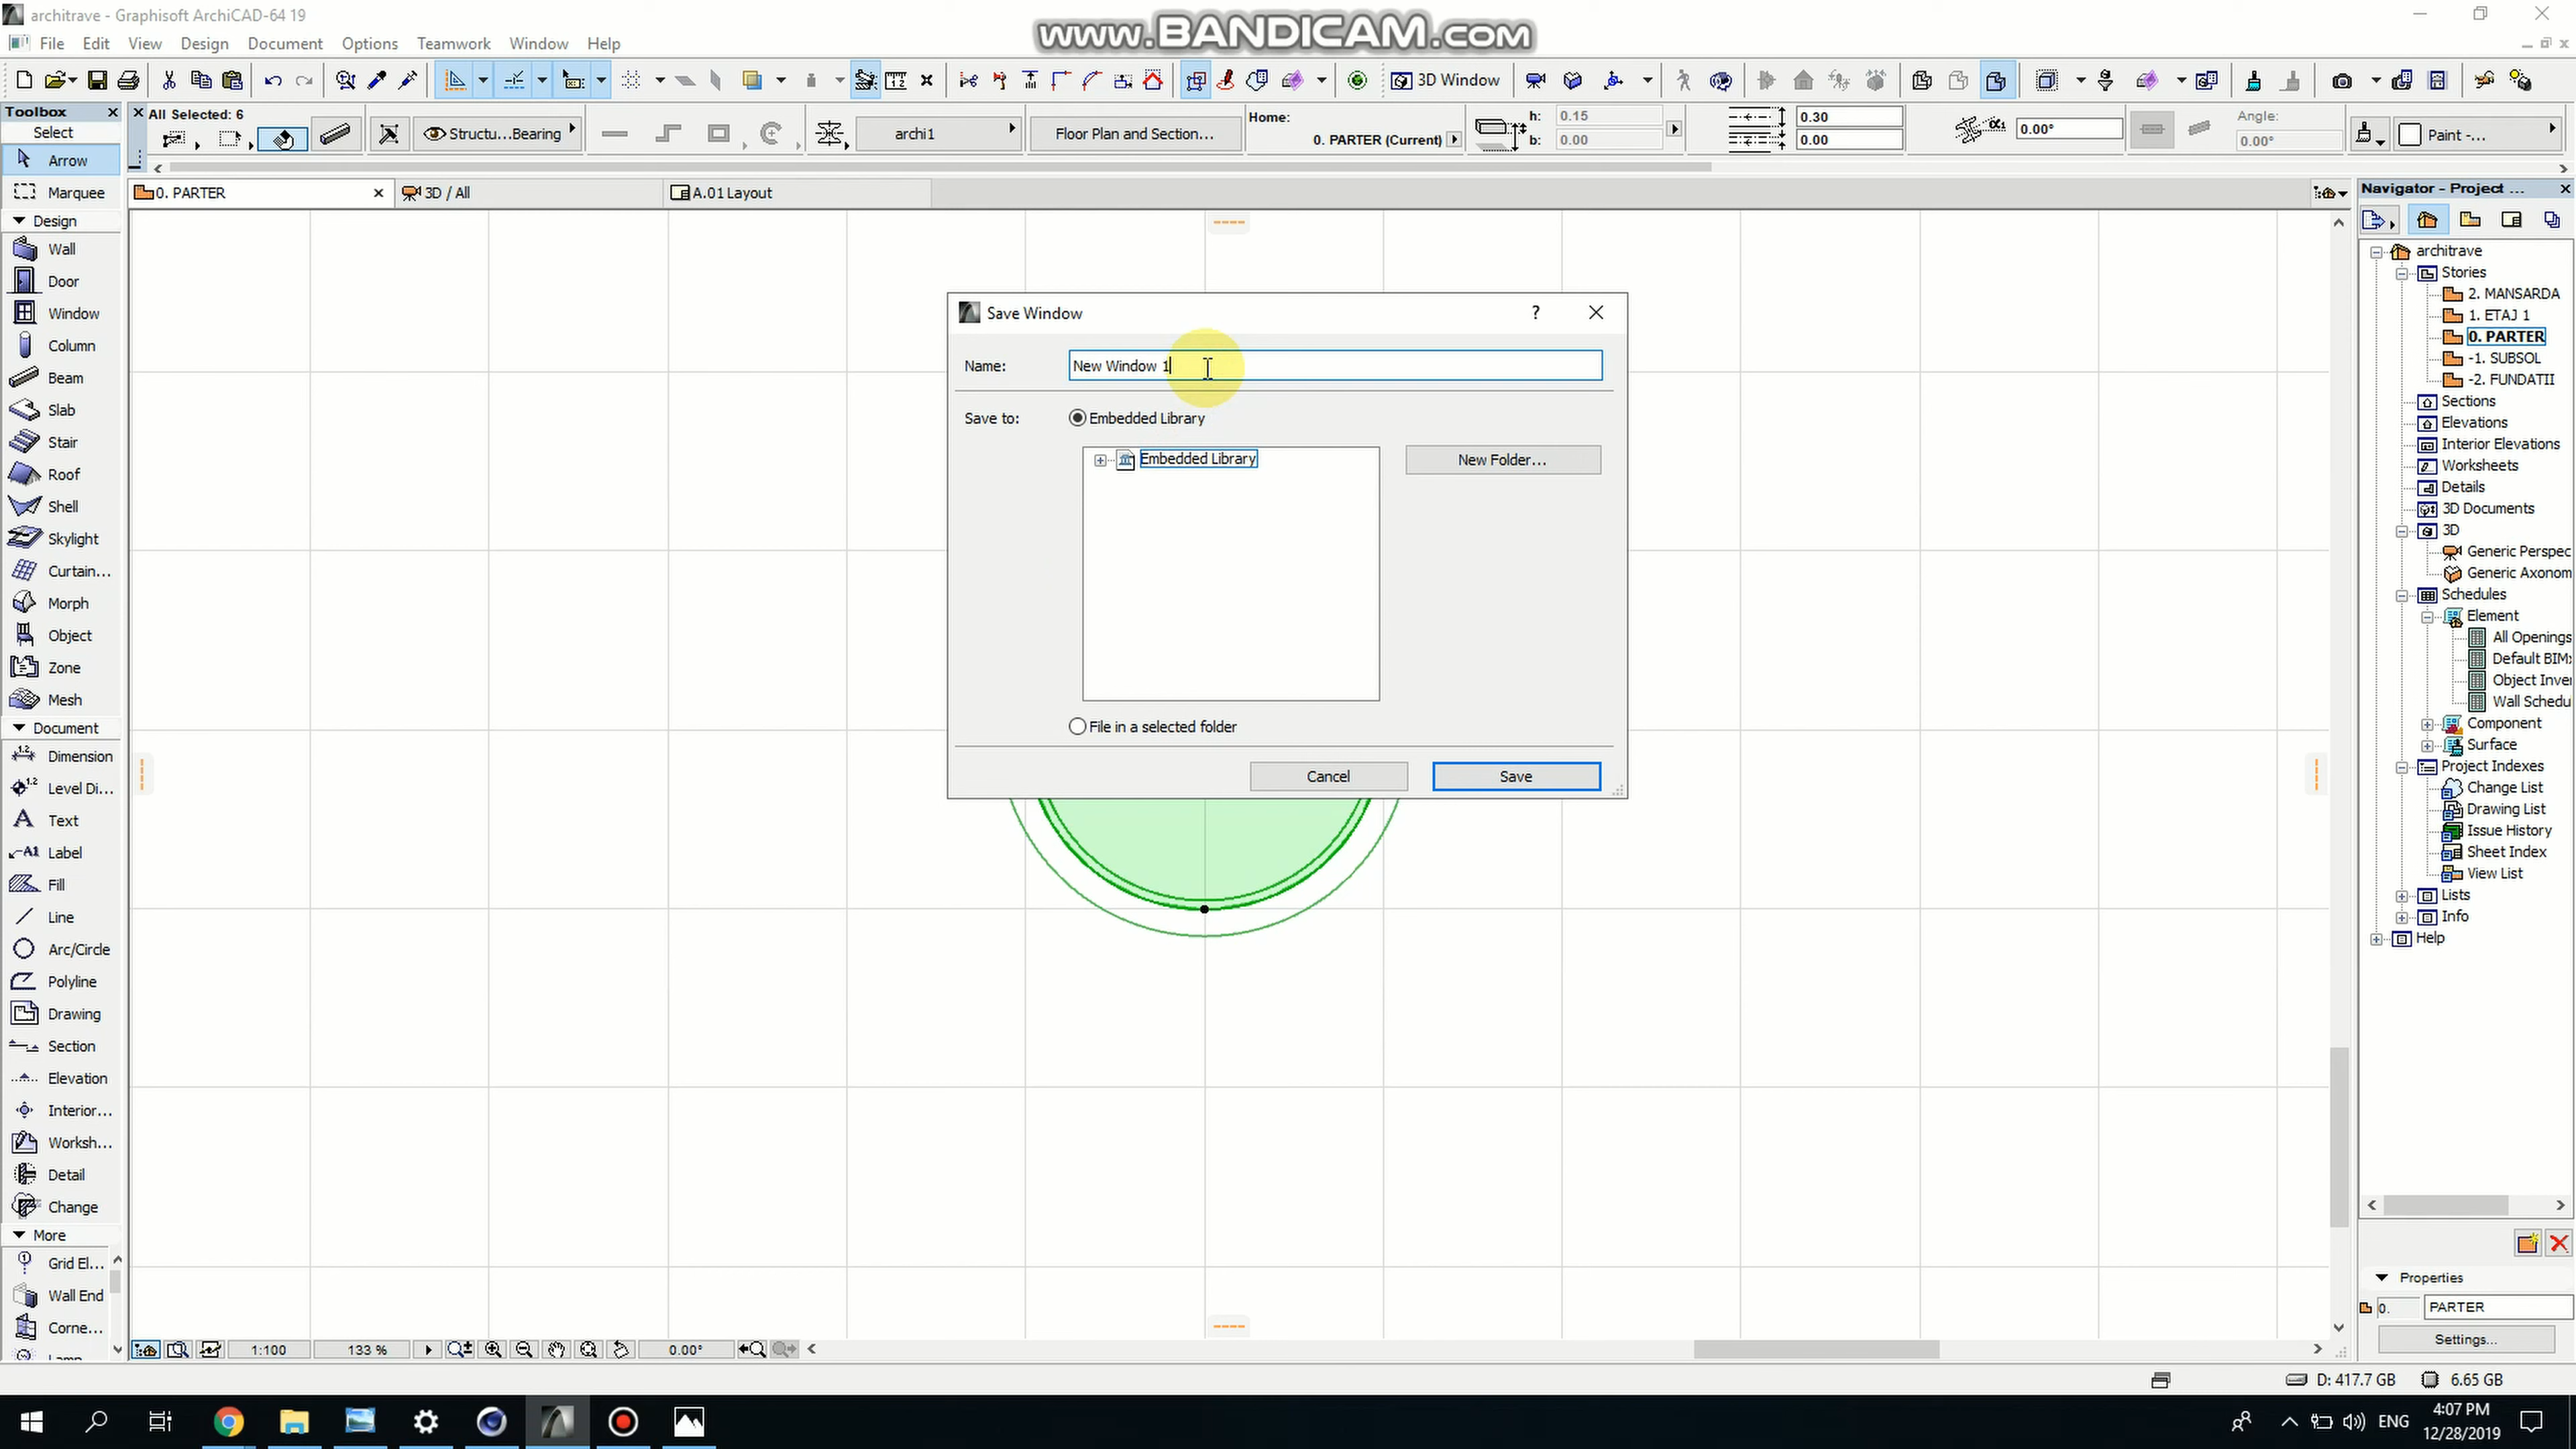 architrave - Graphisoft ArchiCAD-64 19
www.BANDICAM.com
File Edit View Design Document Options Teamwork Window Help
3D Window
Toolbox
Select
Arrow
Marquee
Design
Wall
Door
Window
Column
Beam
Slab
Stair
Roof
Shell
Skylight
Curtain...
Morph
Object
Zone
Mesh
Document
Dimension
Level Di...
Text
Label
Fill
Line
Arc/Circle
Polyline
Drawing
Section
Elevation
Interior...
Worksh...
Detail
Change
More
Grid El...
Wall End
Corne...
All Selected: 6
Structu...Bearing
archi1
Floor Plan and Section...
Home:
0. PARTER (Current)
h: 0.15
b: 0.00
0.30
0.00
0.00°
Angle:
0.00°
Paint -...
0. PARTER
3D / All
A.01 Layout
Save Window
?
Name: New Window 1
Save to: Embedded Library
Embedded Library
New Folder...
File in a selected folder
Cancel Save
Navigator - Project ...
architrave
Stories
2. MANSARDA
1. ETAJ 1
0. PARTER
-1. SUBSOL
-2. FUNDATII
Sections
Elevations
Interior Elevations
Worksheets
Details
3D Documents
3D
Generic Perspec
Generic Axonom
Schedules
Element
All Openings
Default BIM
Object Inve
Wall Schedu
Component
Surface
Project Indexes
Change List
Drawing List
Issue History
Sheet Index
View List
Lists
Info
Help
Properties
0. PARTER
Settings...
1:100 133 % 0.00°
D: 417.7 GB 6.65 GB
ENG
4:07 PM
12/28/2019